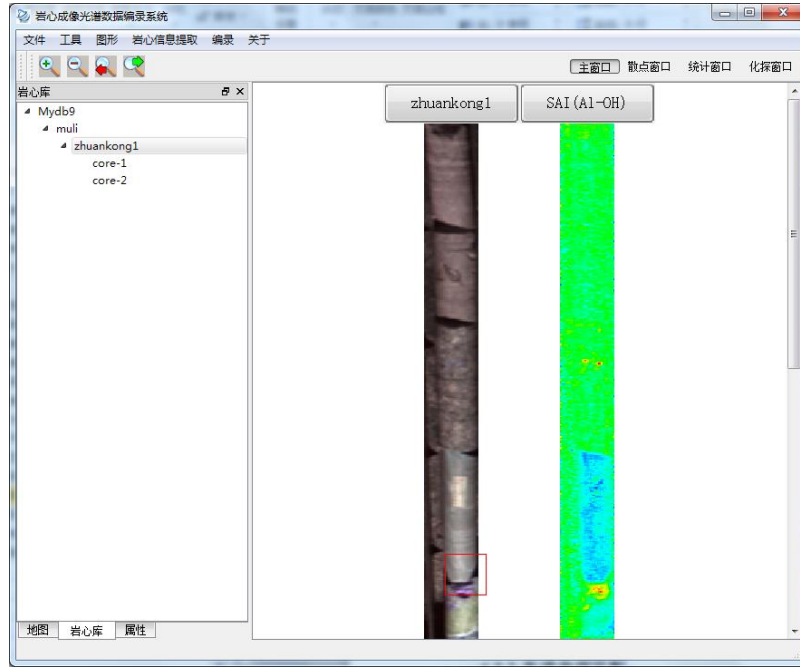 岩心成像光谱数据编录系统
文件 工具 图形 岩心信息提取 编录 关于
主窗口 散点窗口 统计窗口 化探窗口
岩心库
Mydb9
muli
zhuankong1
core-1
core-2
zhuankong1 SAI(Al-OH)
地图 岩心库 属性